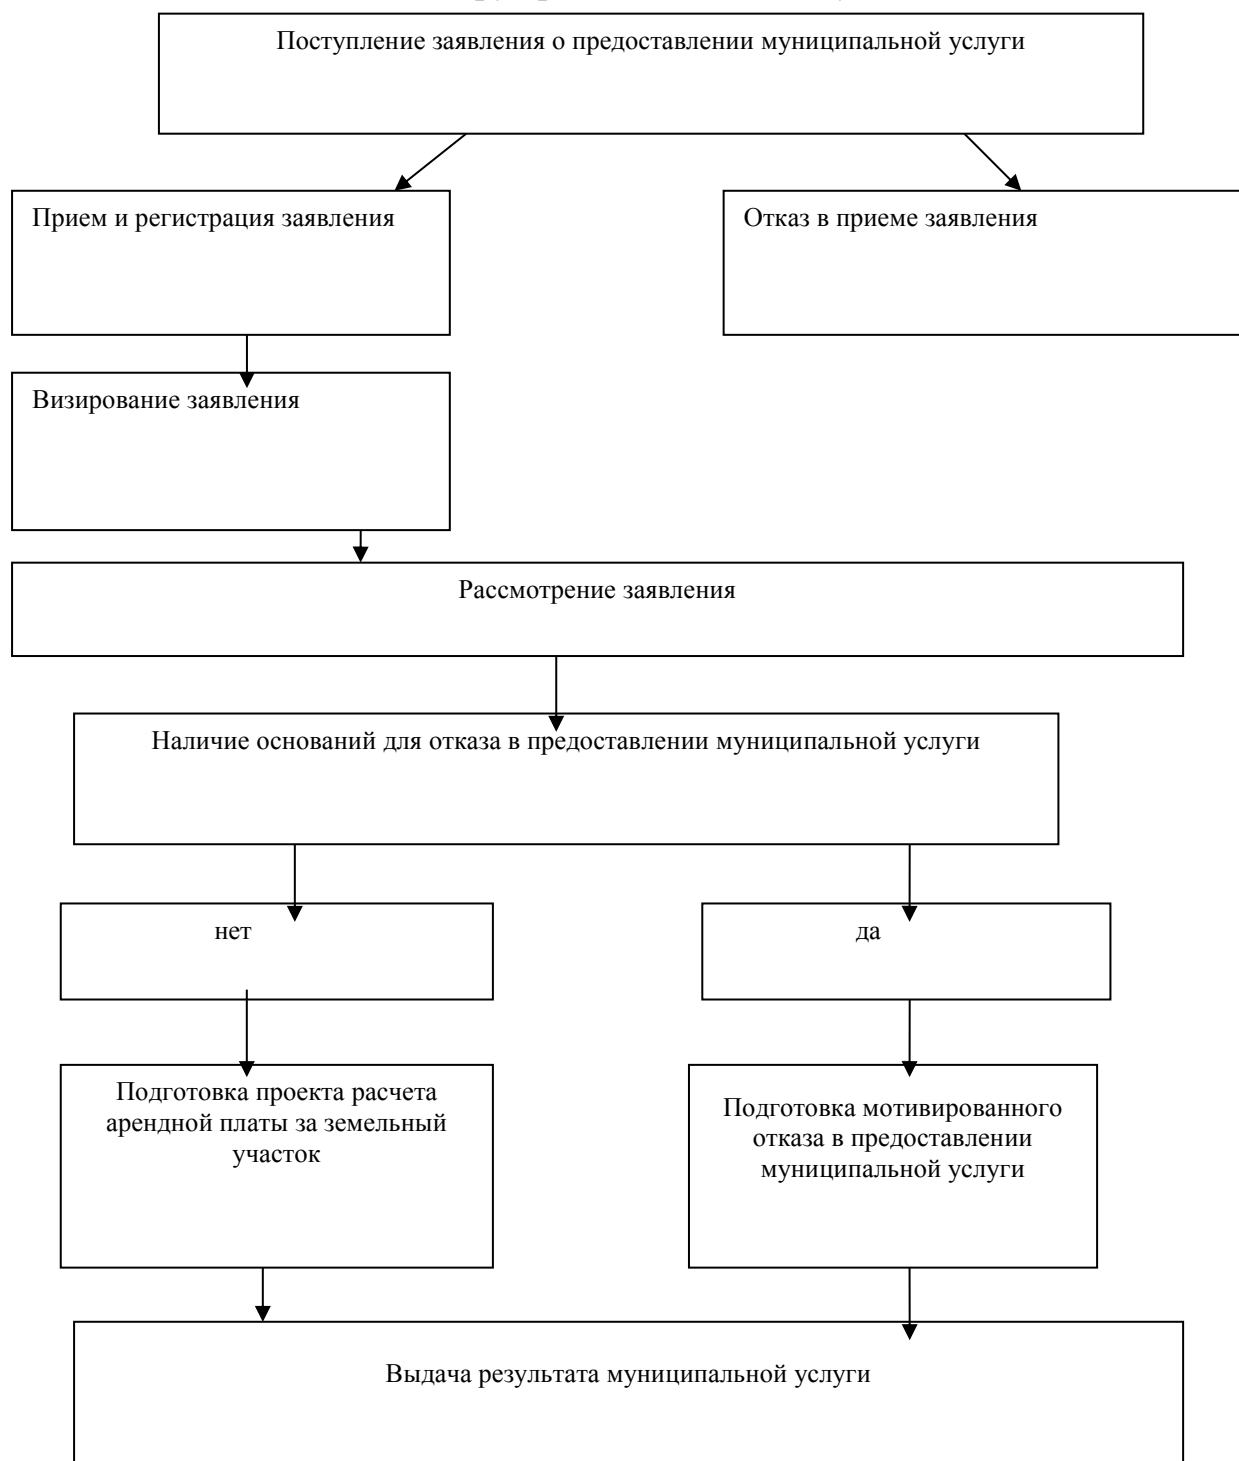 Поступление заявления о предоставлении муниципальной услуги
Прием и регистрация заявления
Отказ в приеме заявления
Визирование заявления
Рассмотрение заявления
Наличие оснований для отказа в предоставлении муниципальной услуги
нет
да
Подготовка проекта расчета
арендной платы за земельный
участок
Подготовка мотивированного
отказа в предоставлении
муниципальной услуги
Выдача результата муниципальной услуги